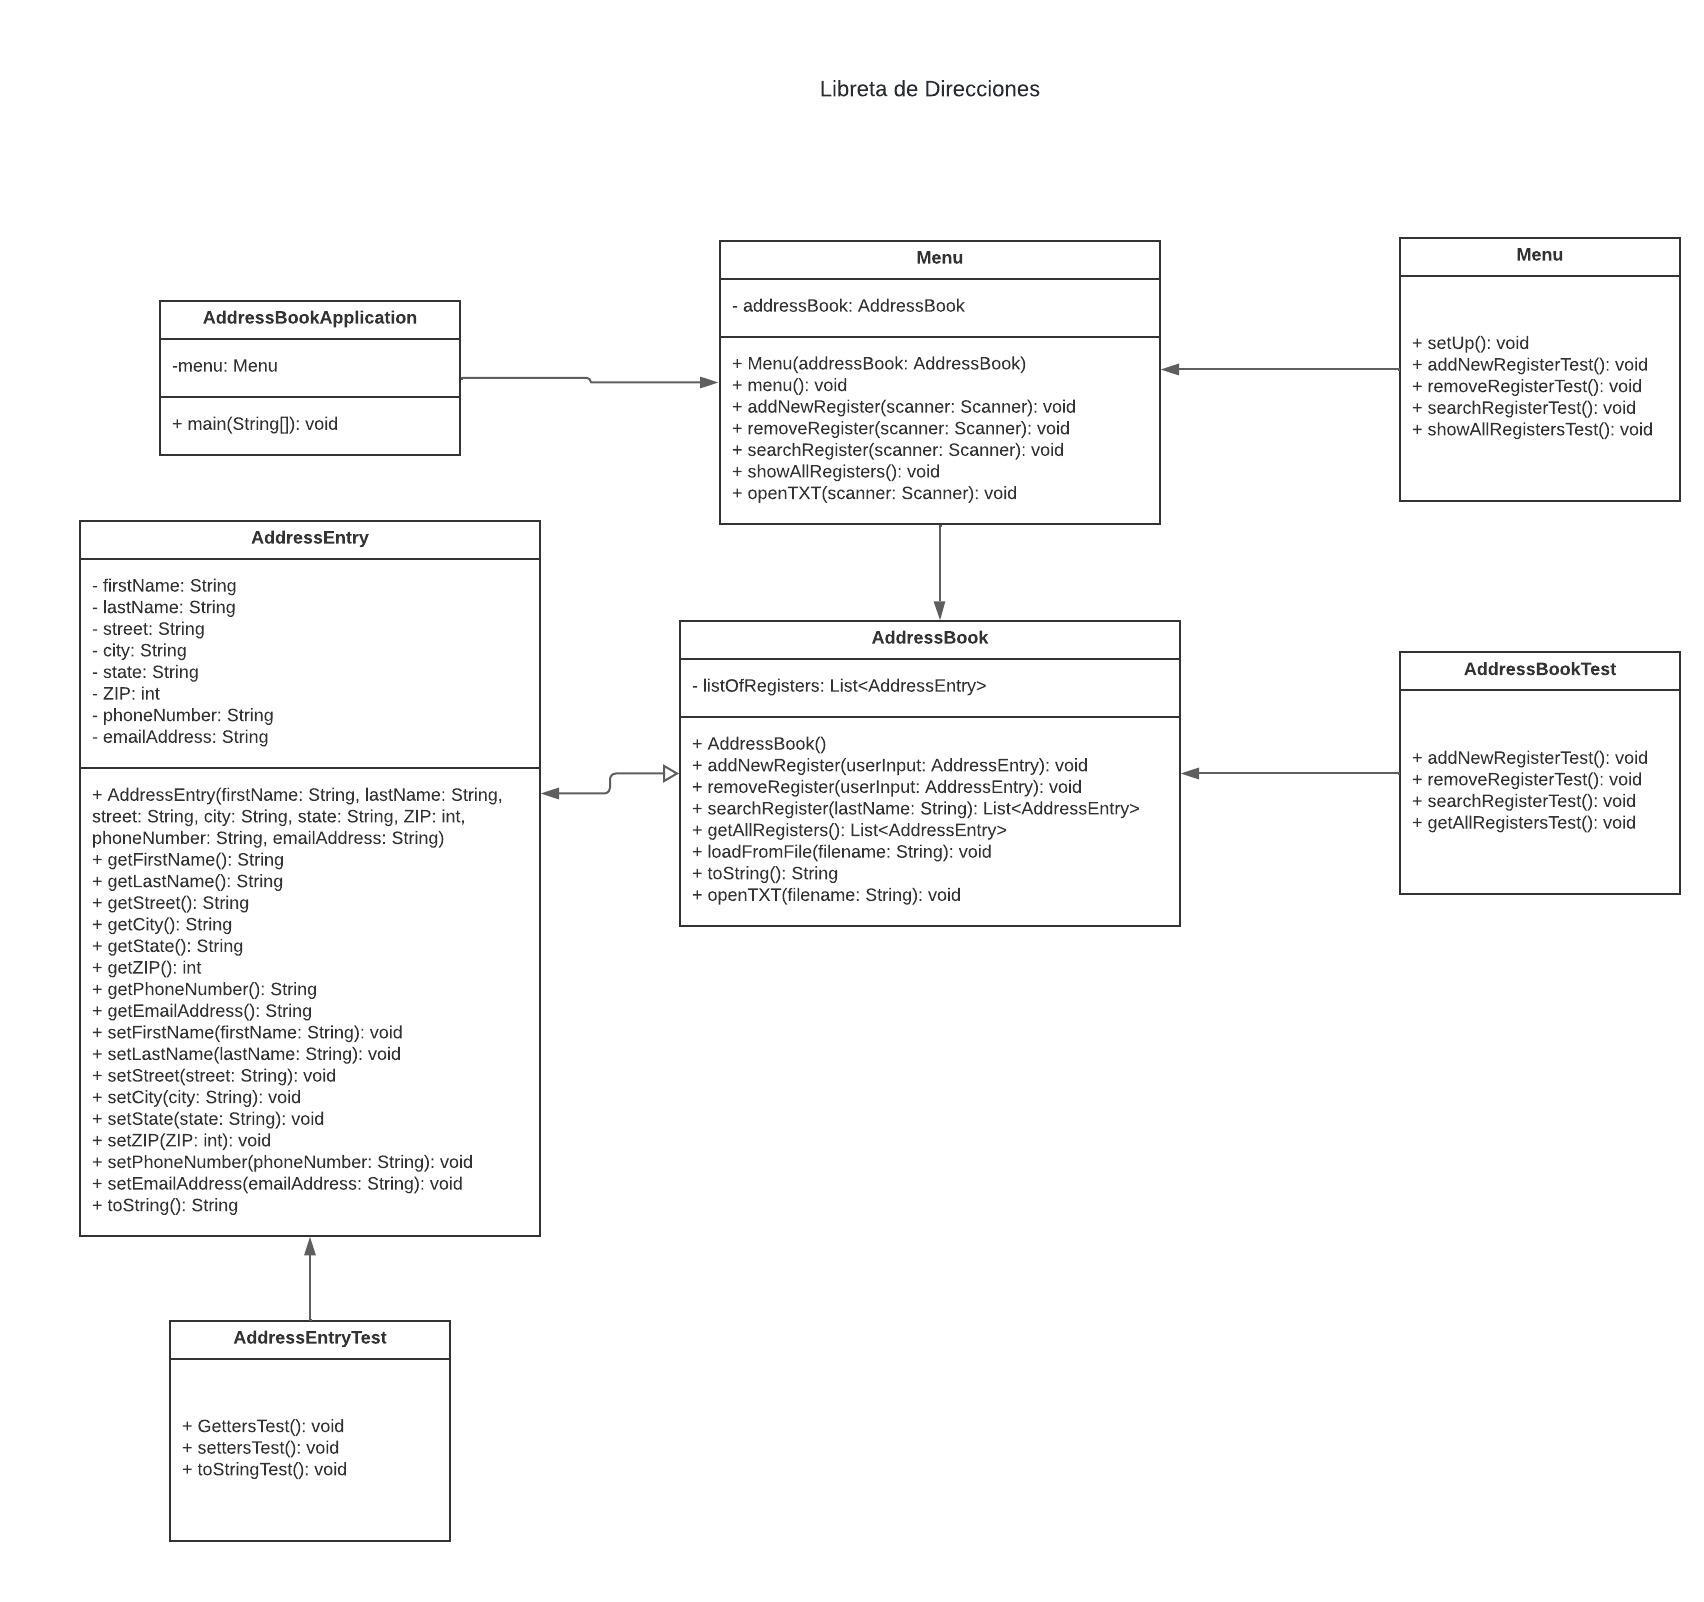 Libreta de Direcciones
AddressBookApplication
-menu: Menu
+ main(String[]): void
Menu
- addressBook: AddressBook
+ Menu(addressBook: AddressBook)
+ menu(): void
+ addNewRegister(scanner: Scanner): void
+ removeRegister(scanner: Scanner): void
+ searchRegister(scanner: Scanner): void
+ showAllRegisters(): void
+ openTXT(scanner: Scanner): void
Menu
+ setUp(): void
+ addNewRegisterTest(): void
+ removeRegisterTest(): void
+ searchRegisterTest(): void
+ showAllRegistersTest(): void
AddressEntry
- firstName: String
- lastName: String
- street: String
- city: String
- state: String
- ZIP: int
- phoneNumber: String
- emailAddress: String
+ AddressEntry(firstName: String, lastName: String,
street: String, city: String, state: String, ZIP: int,
phoneNumber: String, emailAddress: String)
+ getFirstName(): String
+ getLastName(): String
+ getStreet(): String
+ getCity(): String
+ getState(): String
+ getZIP(): int
+ getPhoneNumber(): String
+ getEmailAddress(): String
+ setFirstName(firstName: String): void
+ setLastName(lastName: String): void
+ setStreet(street: String): void
+ setCity(city: String): void
+ setState(state: String): void
+ setZIP(ZIP: int): void
+ setPhoneNumber(phoneNumber: String): void
+ setEmailAddress(emailAddress: String): void
+ toString(): String
AddressBook
- listOfRegisters: List<AddressEntry>
+ AddressBook()
+ addNewRegister(userInput: AddressEntry): void
+ removeRegister(userInput: AddressEntry): void
+ searchRegister(lastName: String): List<AddressEntry>
+ getAllRegisters(): List<AddressEntry>
+ loadFromFile(filename: String): void
+ toString(): String
+ openTXT(filename: String): void
AddressBookTest
+ addNewRegisterTest(): void
+ removeRegisterTest(): void
+ searchRegisterTest(): void
+ getAllRegistersTest(): void
AddressEntryTest
+ GettersTest(): void
+ settersTest(): void
+ toStringTest(): void